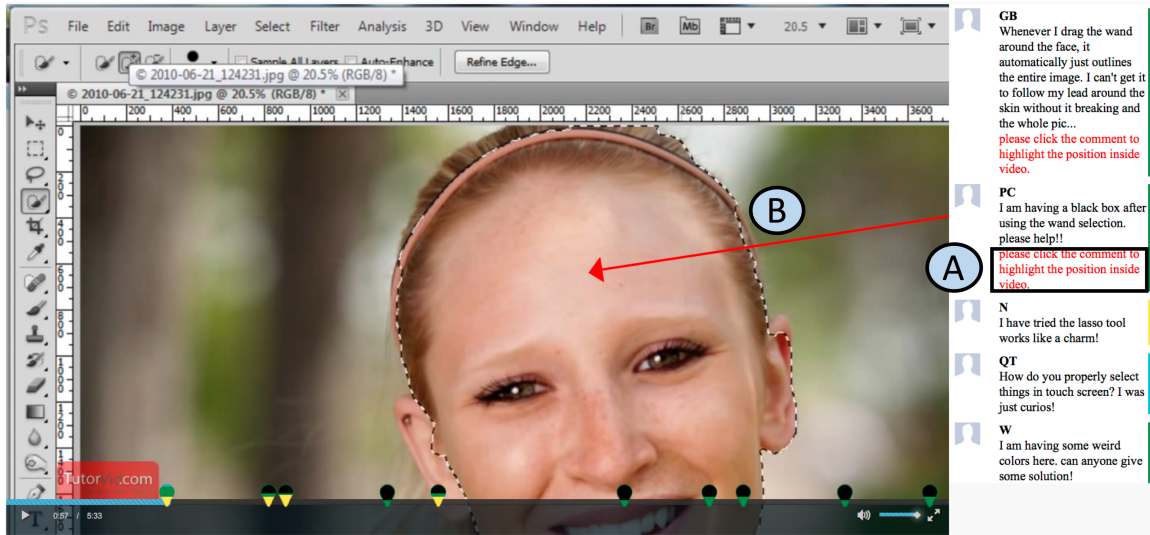 Ps File Edit Image Layer Select Filter Analysis 3D View Window Help Br Mb 20.5
Sample All Layers Auto-Enhance Refine Edge...
© 2010-06-21_124231.jpg @ 20.5% (RGB/8) *
© 2010-06-21_124231.jpg @ 20.5% (RGB/8) *
0 200 400 600 800 1000 1200 1400 1600 1800 2000 2200 2400 2600 2800 3000 3200 3400 3600
0
200
400
600
800
1000
1200
B
A
T
0:57 / 5:33
GB
Whenever I drag the wand
around the face, it
automatically just outlines
the entire image. I can't get it
to follow my lead around the
skin without it breaking and
the whole pic...
please click the comment to
highlight the position inside
video.
PC
I am having a black box after
using the wand selection.
please help!!
please click the comment to
highlight the position inside
video.
N
I have tried the lasso tool
works like a charm!
QT
How do you properly select
things in touch screen? I was
just curios!
W
I am having some weird
colors here. can anyone give
some solution!